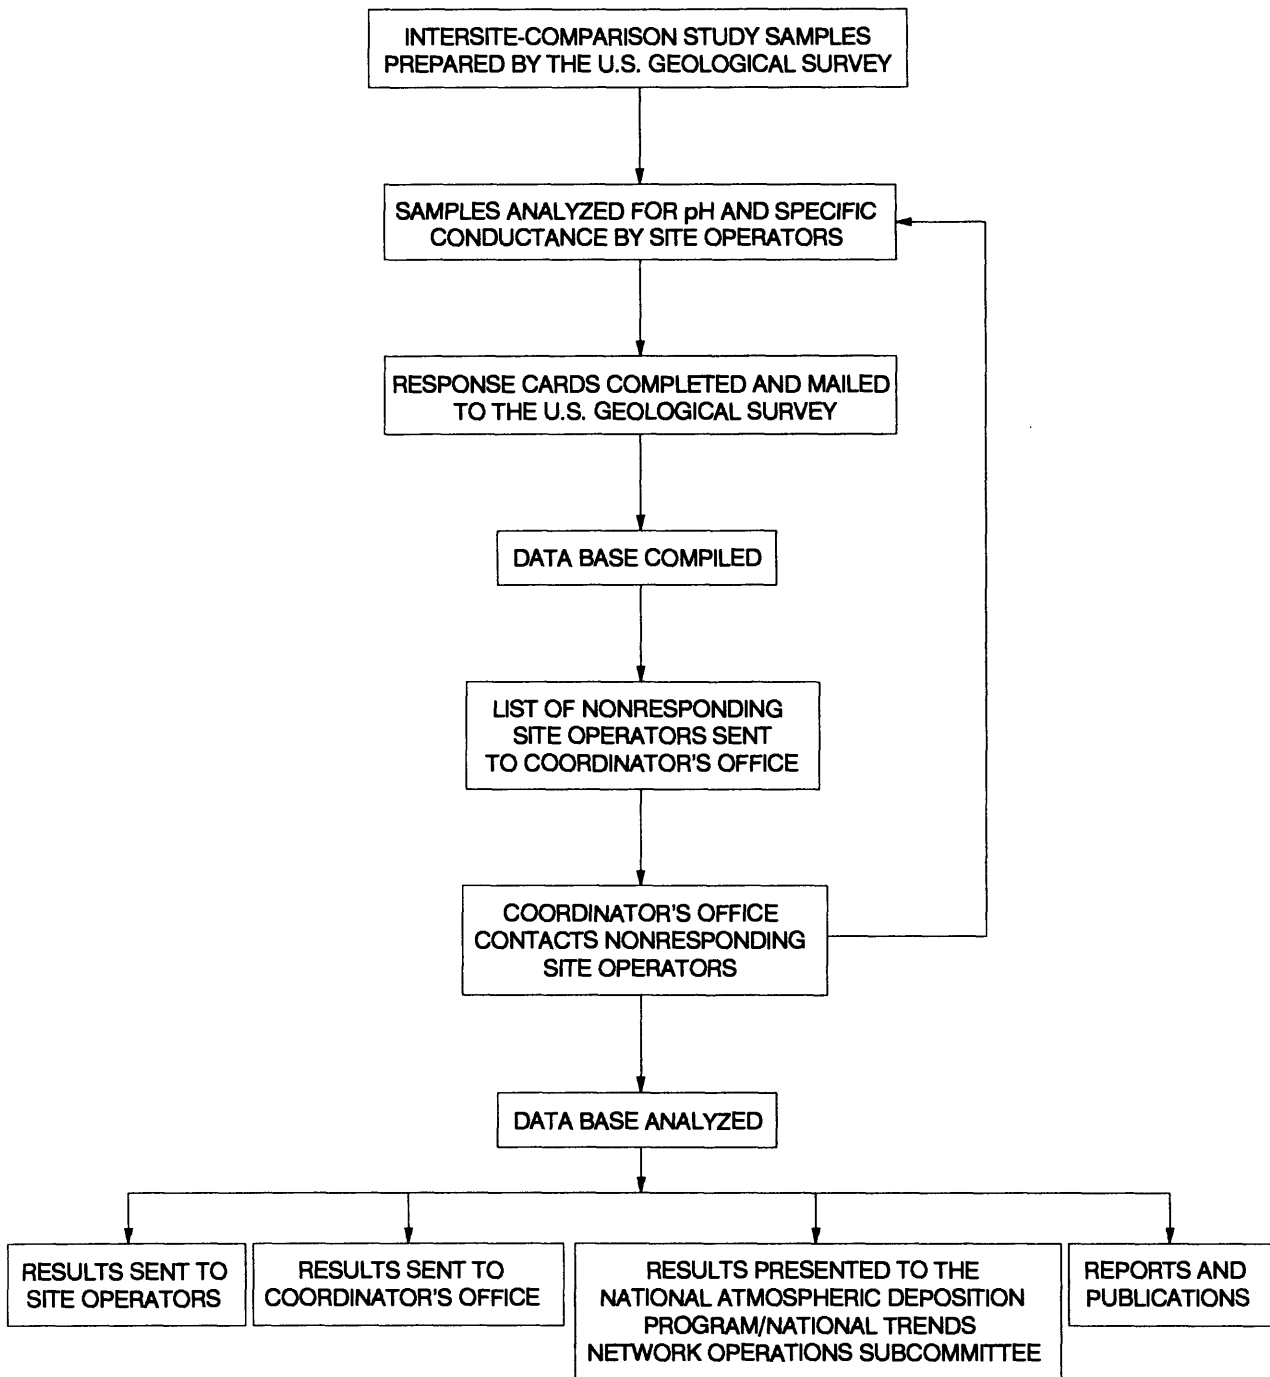 INTERSITE-COMPARISON STUDY SAMPLES
PREPARED BY THE U.S. GEOLOGICAL SURVEY
SAMPLES ANALYZED FOR pH AND SPECIFIC
CONDUCTANCE BY SITE OPERATORS
RESPONSE CARDS COMPLETED AND MAILED
TO THE U.S. GEOLOGICAL SURVEY
DATA BASE COMPILED
LIST OF NONRESPONDING
SITE OPERATORS SENT
TO COORDINATOR'S OFFICE
COORDINATOR'S OFFICE
CONTACTS NONRESPONDING
SITE OPERATORS
DATA BASE ANALYZED
RESULTS SENT TO
SITE OPERATORS
RESULTS SENT TO
COORDINATOR'S OFFICE
RESULTS PRESENTED TO THE
NATIONAL ATMOSPHERIC DEPOSITION
PROGRAM/NATIONAL TRENDS
NETWORK OPERATIONS SUBCOMMITTEE
REPORTS AND
PUBLICATIONS